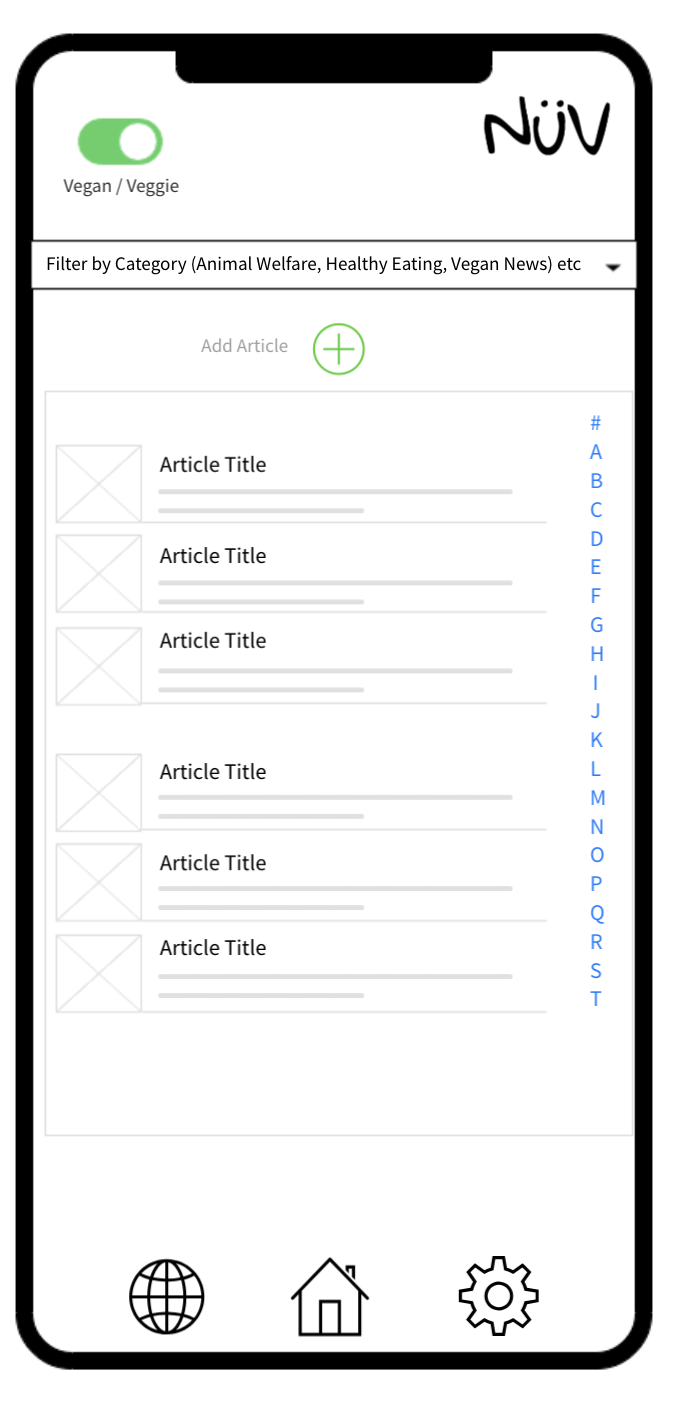 NÜV
Vegan / Veggie
Filter by Category (Animal Welfare, Healthy Eating, Vegan News) etc
Add Article
#
A
Article Title
B
C
D
Article Title
E
F
G
Article Title
H
I
J
K
L
Article Title
M
N
O
Article Title
P
Q
R
Article Title
S
T